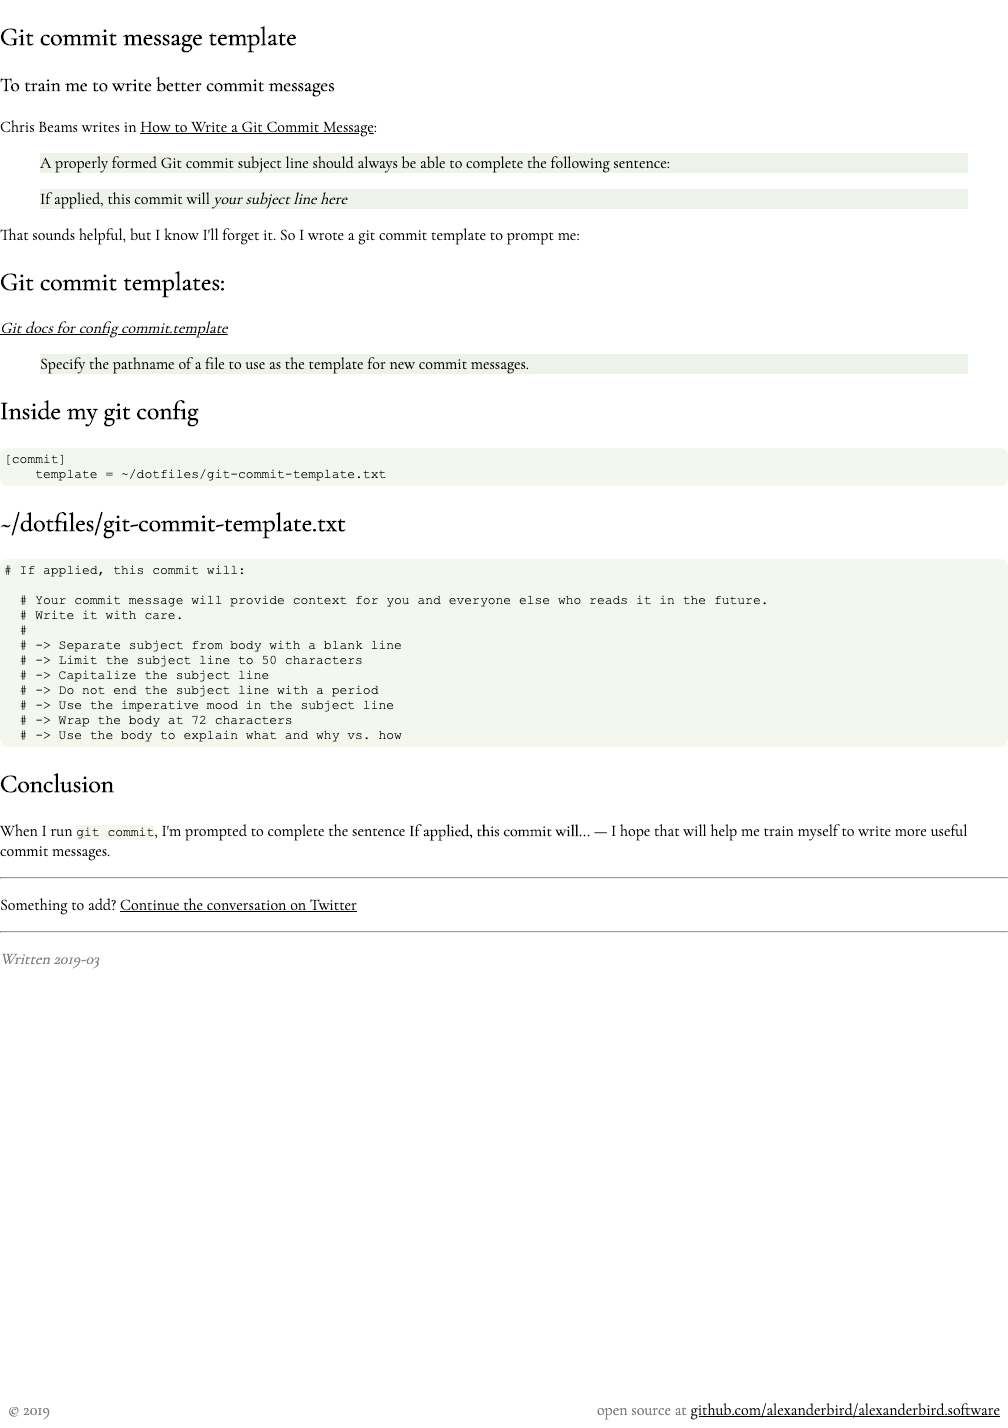 Git commit message template
To train me to write better commit messages
Chris Beams writes in How to Write a Git Commit Message:
A properly formed Git commit subject line should always be able to complete the following sentence:
If applied, this commit will your subject line here
That sounds helpful, but I know I'll forget it. So I wrote a git commit template to prompt me:
Git commit templates:
Git docs for config commit.template
Specify the pathname of a file to use as the template for new commit messages.
Inside my git config
[commit]
    template = ~/dotfiles/git-commit-template.txt
~/dotfiles/git-commit-template.txt
# If applied, this commit will:

  # Your commit message will provide context for you and everyone else who reads it in the future.
  # Write it with care.
  #
  # -> Separate subject from body with a blank line
  # -> Limit the subject line to 50 characters
  # -> Capitalize the subject line
  # -> Do not end the subject line with a period
  # -> Use the imperative mood in the subject line
  # -> Wrap the body at 72 characters
  # -> Use the body to explain what and why vs. how
Conclusion
When I run git commit, I'm prompted to complete the sentence If applied, this commit will... — I hope that will help me train myself to write more useful
commit messages.
Something to add? Continue the conversation on Twitter
Written 2019-03
© 2019
open source at github.com/alexanderbird/alexanderbird.software